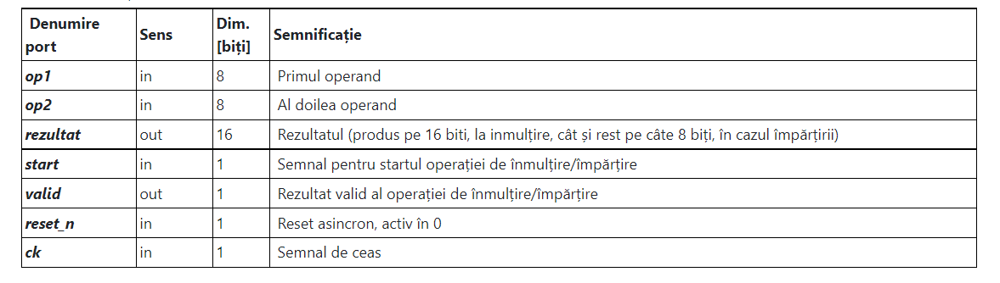 Denumire port Sens Dim. [biți] Semnificație
op1 in 8 Primul operand
op2 in 8 Al doilea operand
rezultat out 16 Rezultatul (produs pe 16 biti, la inmulțire, cât și rest pe câte 8 biți, în cazul împărțirii)
start in 1 Semnal pentru startul operației de înmulțire/împărțire
valid out 1 Rezultat valid al operației de înmulțire/împărțire
reset_n in 1 Reset asincron, activ în 0
ck in 1 Semnal de ceas